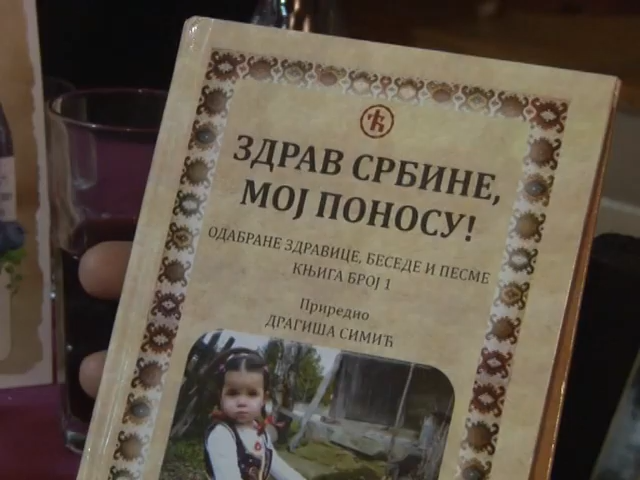 Ћ
ЗДРАВ СРБИНЕ,
МОЈ ПОНОСУ!
ОДАБРАНЕ ЗДРАВИЦЕ, БЕСЕДЕ И ПЕСМЕ
КЊИГА БРОЈ 1
Приредио
ДРАГИША СИМИЋ